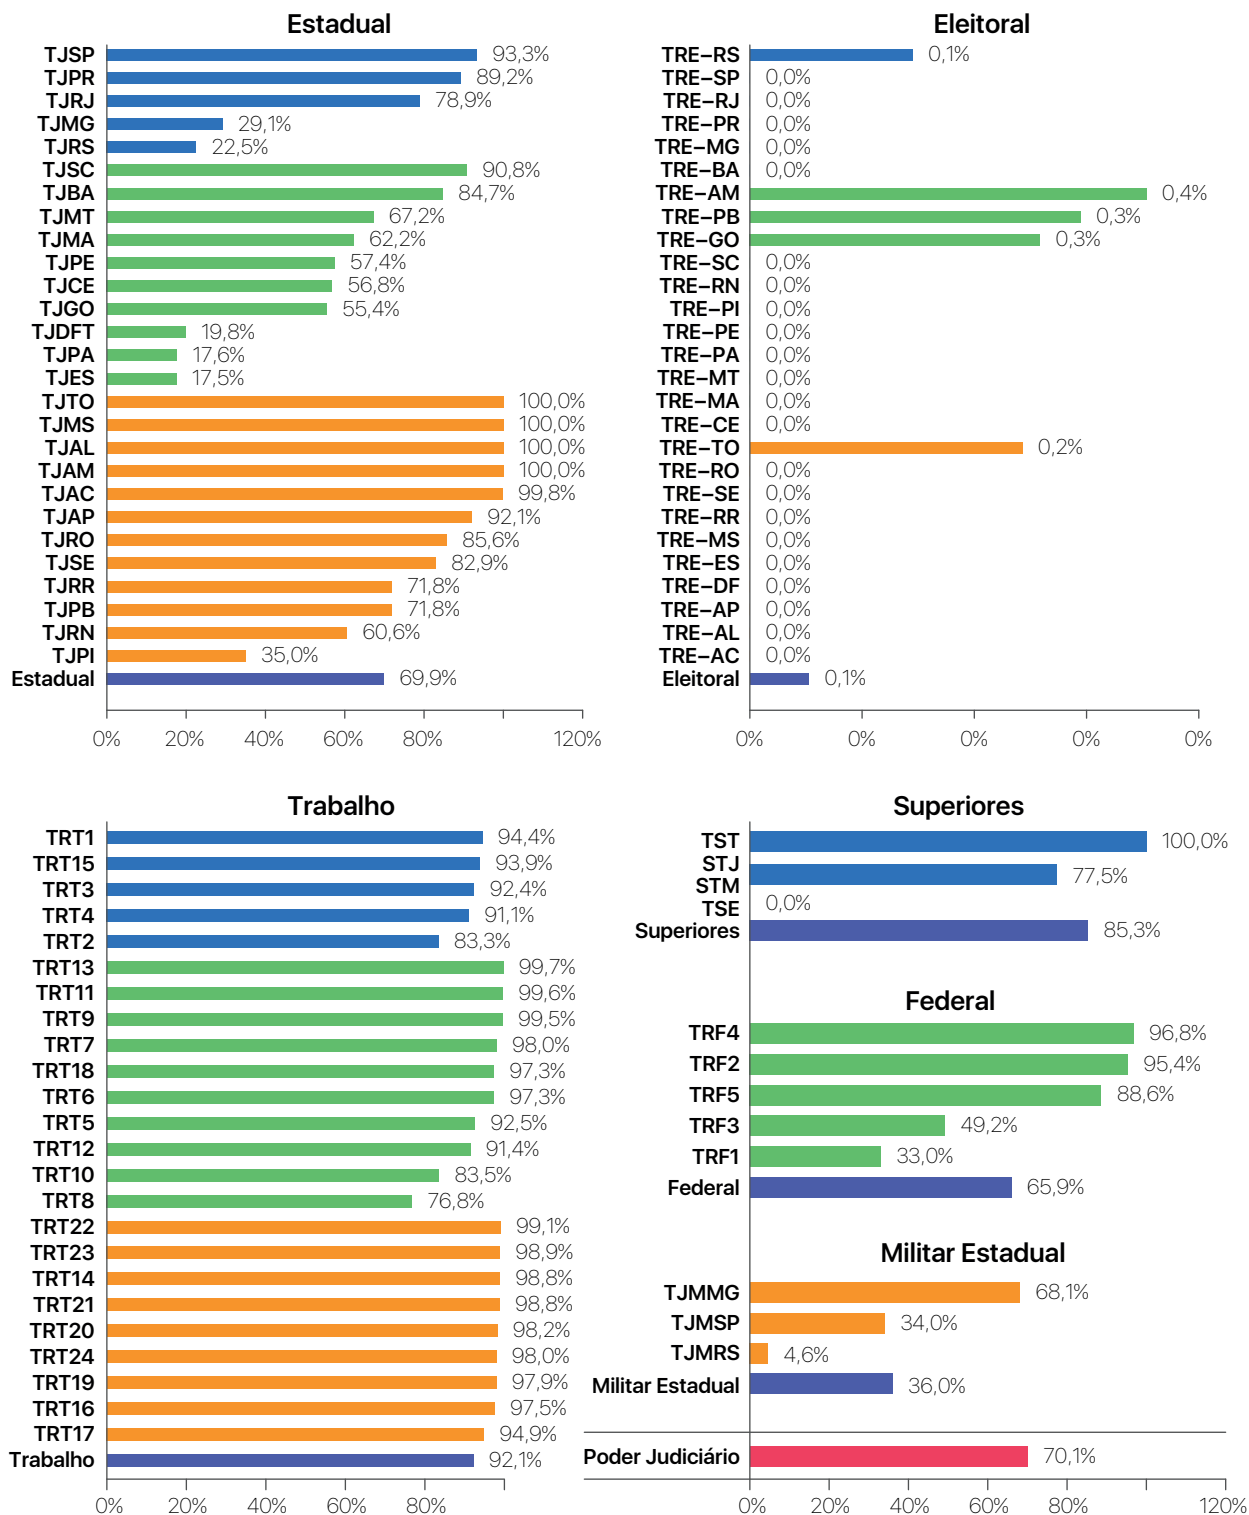 Estadual
TJSP 93,3%
TJPR 89,2%
TJRJ 78,9%
TJMG 29,1%
TJRS 22,5%
TJSC 90,8%
TJBA 84,7%
TJMT 67,2%
TJMA 62,2%
TJPE 57,4%
TJCE 56,8%
TJGO 55,4%
TJDFT 19,8%
TJPA 17,6%
TJES 17,5%
TJTO 100,0%
TJMS 100,0%
TJAL 100,0%
TJAM 100,0%
TJAC 99,8%
TJAP 92,1%
TJRO 85,6%
TJSE 82,9%
TJRR 71,8%
TJPB 71,8%
TJRN 60,6%
TJPI 35,0%
Estadual 69,9%
0% 20% 40% 60% 80% 120%
Eleitoral
TRE–RS 0,1%
TRE–SP 0,0%
TRE–RJ 0,0%
TRE–PR 0,0%
TRE–MG 0,0%
TRE–BA 0,0%
TRE–AM 0,4%
TRE–PB 0,3%
TRE–GO 0,3%
TRE–SC 0,0%
TRE–RN 0,0%
TRE–PI 0,0%
TRE–PE 0,0%
TRE–PA 0,0%
TRE–MT 0,0%
TRE–MA 0,0%
TRE–CE 0,0%
TRE–TO 0,2%
TRE–RO 0,0%
TRE–SE 0,0%
TRE–RR 0,0%
TRE–MS 0,0%
TRE–ES 0,0%
TRE–DF 0,0%
TRE–AP 0,0%
TRE–AL 0,0%
TRE–AC 0,0%
Eleitoral 0,1%
0% 0% 0% 0% 0%
Trabalho
TRT1 94,4%
TRT15 93,9%
TRT3 92,4%
TRT4 91,1%
TRT2 83,3%
TRT13 99,7%
TRT11 99,6%
TRT9 99,5%
TRT7 98,0%
TRT18 97,3%
TRT6 97,3%
TRT5 92,5%
TRT12 91,4%
TRT10 83,5%
TRT8 76,8%
TRT22 99,1%
TRT23 98,9%
TRT14 98,8%
TRT21 98,8%
TRT20 98,2%
TRT24 98,0%
TRT19 97,9%
TRT16 97,5%
TRT17 94,9%
Trabalho 92,1%
0% 20% 40% 60% 80%
Superiores
TST 100,0%
STJ 77,5%
STM
TSE 0,0%
Superiores 85,3%
Federal
TRF4 96,8%
TRF2 95,4%
TRF5 88,6%
TRF3 49,2%
TRF1 33,0%
Federal 65,9%
Militar Estadual
TJMMG 68,1%
TJMSP 34,0%
TJMRS 4,6%
Militar Estadual 36,0%
Poder Judiciário 70,1%
0% 20% 40% 60% 80% 120%